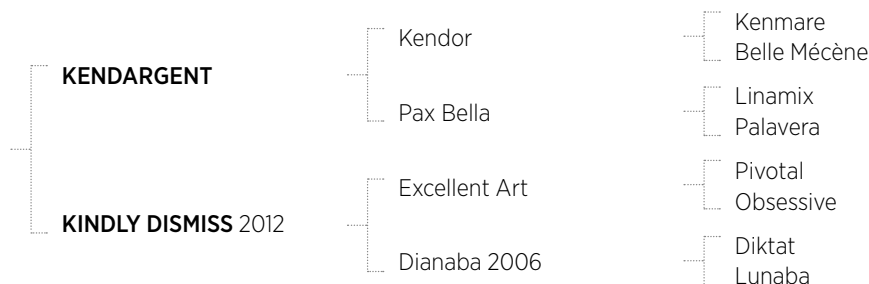 KENDARGENT
KINDLY DISMISS 2012
Kendor
Pax Bella
Excellent Art
Dianaba 2006
Kenmare
Belle Mécène
Linamix
Palavera
Pivotal
Obsessive
Diktat
Lunaba